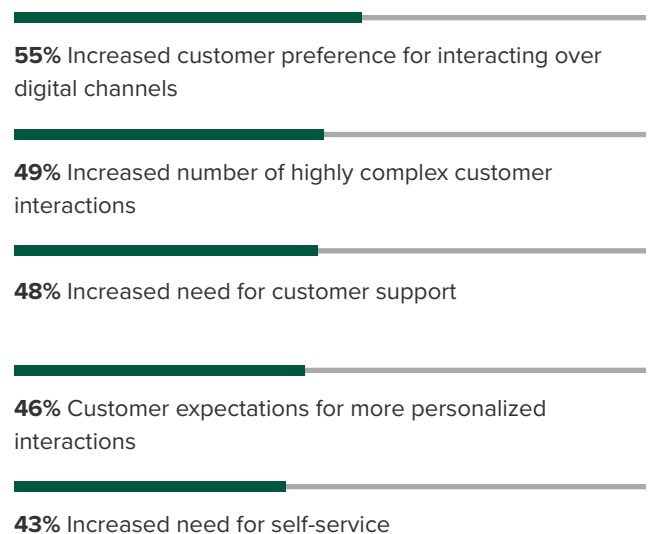 55% Increased customer preference for interacting over
digital channels
49% Increased number of highly complex customer
interactions
48% Increased need for customer support
46% Customer expectations for more personalized
interactions
43% Increased need for self-service